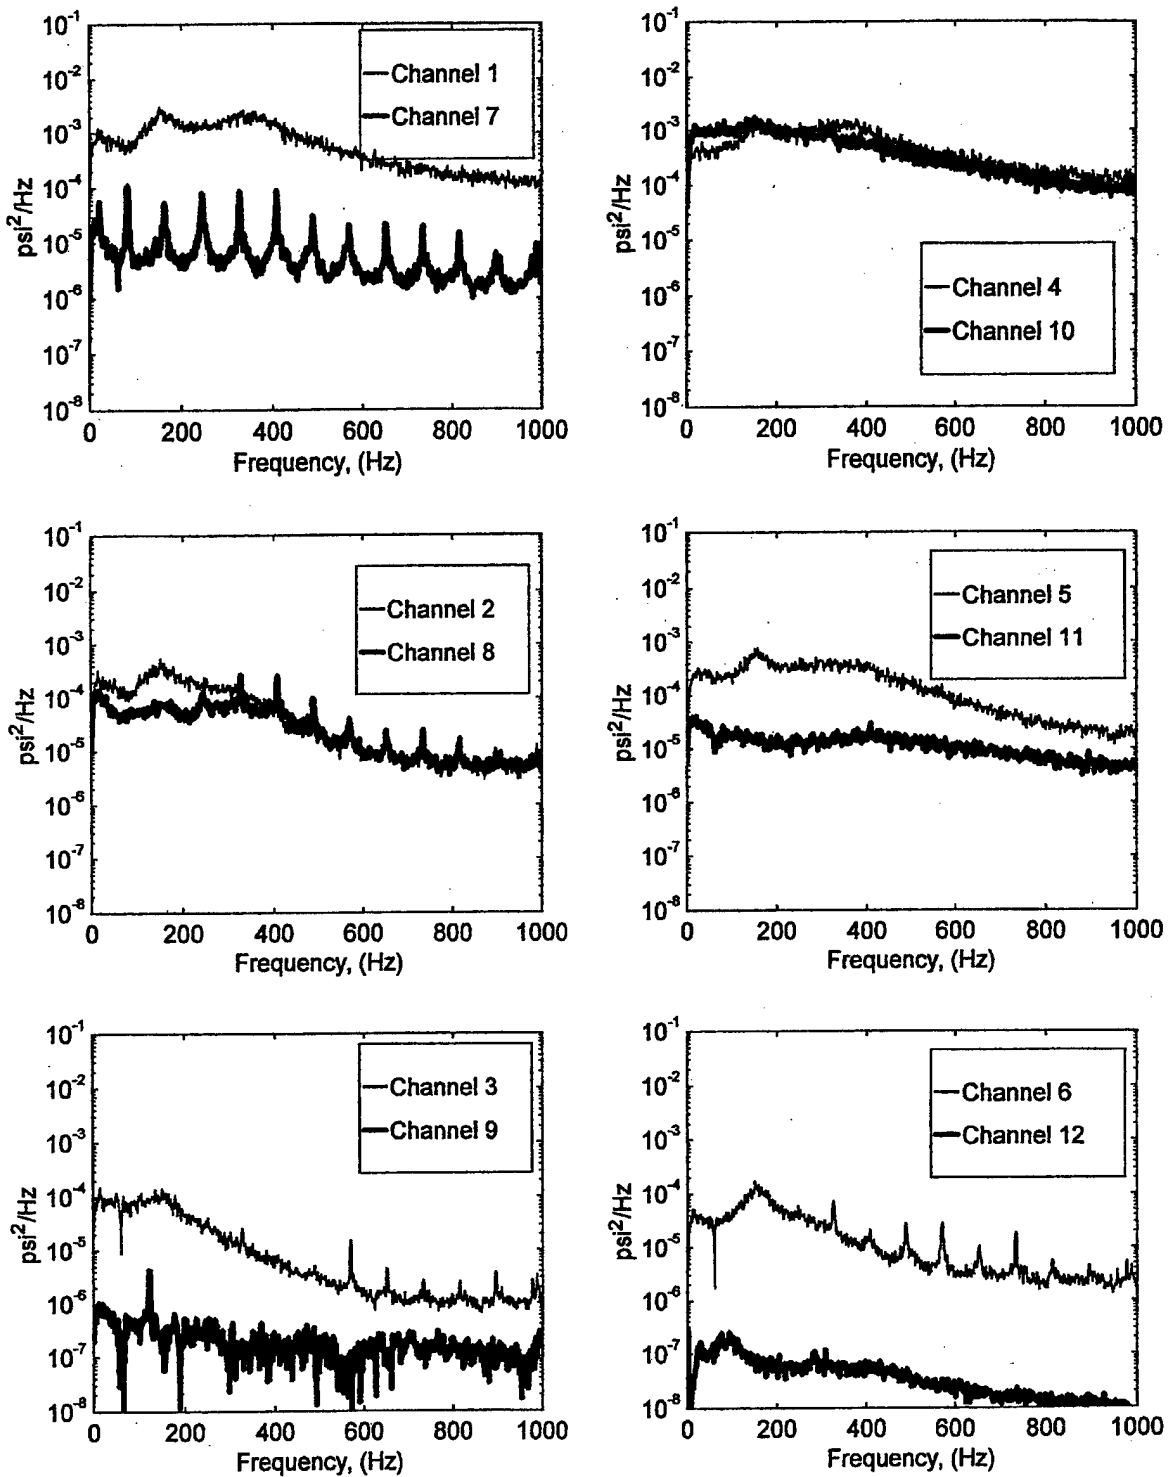 10^-1
10^-2
10^-3
10^-4
10^-5
10^-6
10^-7
10^-8
psi²/Hz
Channel 1
Channel 7
0 200 400 600 800 1000
Frequency, (Hz)
10^-1
10^-2
10^-3
10^-4
10^-5
10^-6
10^-7
10^-8
psi²/Hz
Channel 4
Channel 10
0 200 400 600 800 1000
Frequency, (Hz)
10^-1
10^-2
10^-3
10^-4
10^-5
10^-6
10^-7
10^-8
psi²/Hz
Channel 2
Channel 8
0 200 400 600 800 1000
Frequency, (Hz)
10^-1
10^-2
10^-3
10^-4
10^-5
10^-6
10^-7
10^-8
psi²/Hz
Channel 5
Channel 11
0 200 400 600 800 1000
Frequency, (Hz)
10^-1
10^-2
10^-3
10^-4
10^-5
10^-6
10^-7
10^-8
psi²/Hz
Channel 3
Channel 9
0 200 400 600 800 1000
Frequency, (Hz)
10^-1
10^-2
10^-3
10^-4
10^-5
10^-6
10^-7
10^-8
psi²/Hz
Channel 6
Channel 12
0 200 400 600 800 1000
Frequency, (Hz)